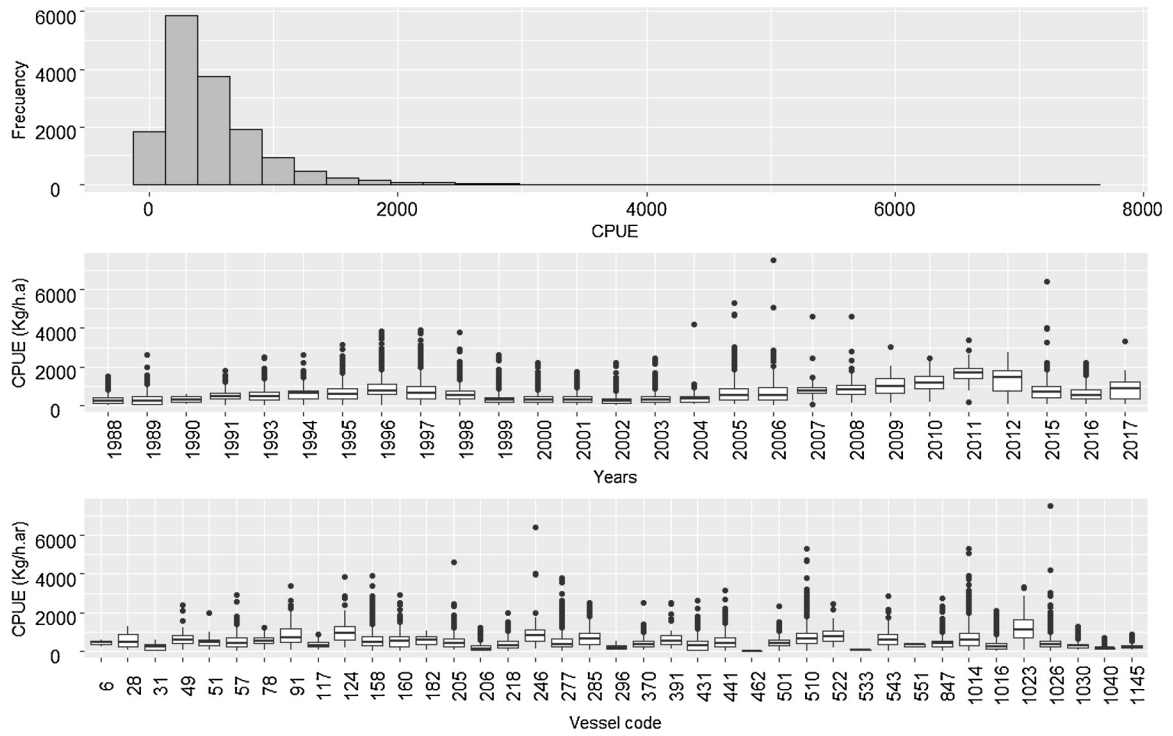 6000
4000
2000
0
Frecuency
0 2000 4000 6000 8000
CPUE
6000
4000
2000
0
CPUE (Kg/h.a)
1988 1989 1990 1991 1993 1994 1995 1996 1997 1998 1999 2000 2001 2002 2003 2004 2005 2006 2007 2008 2009 2010 2011 2012 2015 2016 2017
Years
6000
4000
2000
0
CPUE (Kg/h.ar)
6 28 31 49 51 57 78 91 117 124 158 160 182 205 206 218 246 277 285 296 370 391 431 441 462 501 510 522 533 543 551 847 1014 1016 1023 1026 1030 1040 1145
Vessel code